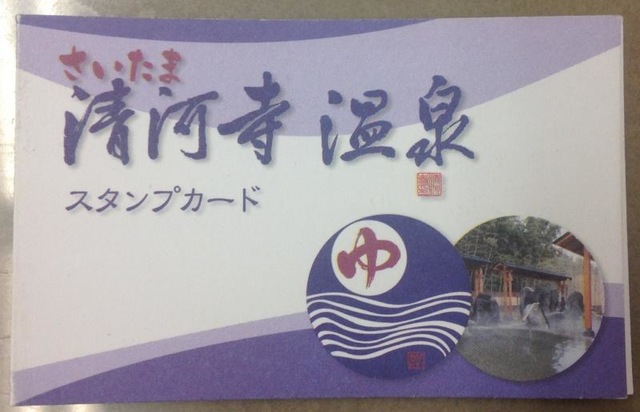 さいたま
清河寺 温泉
スタンプカード
ゆ